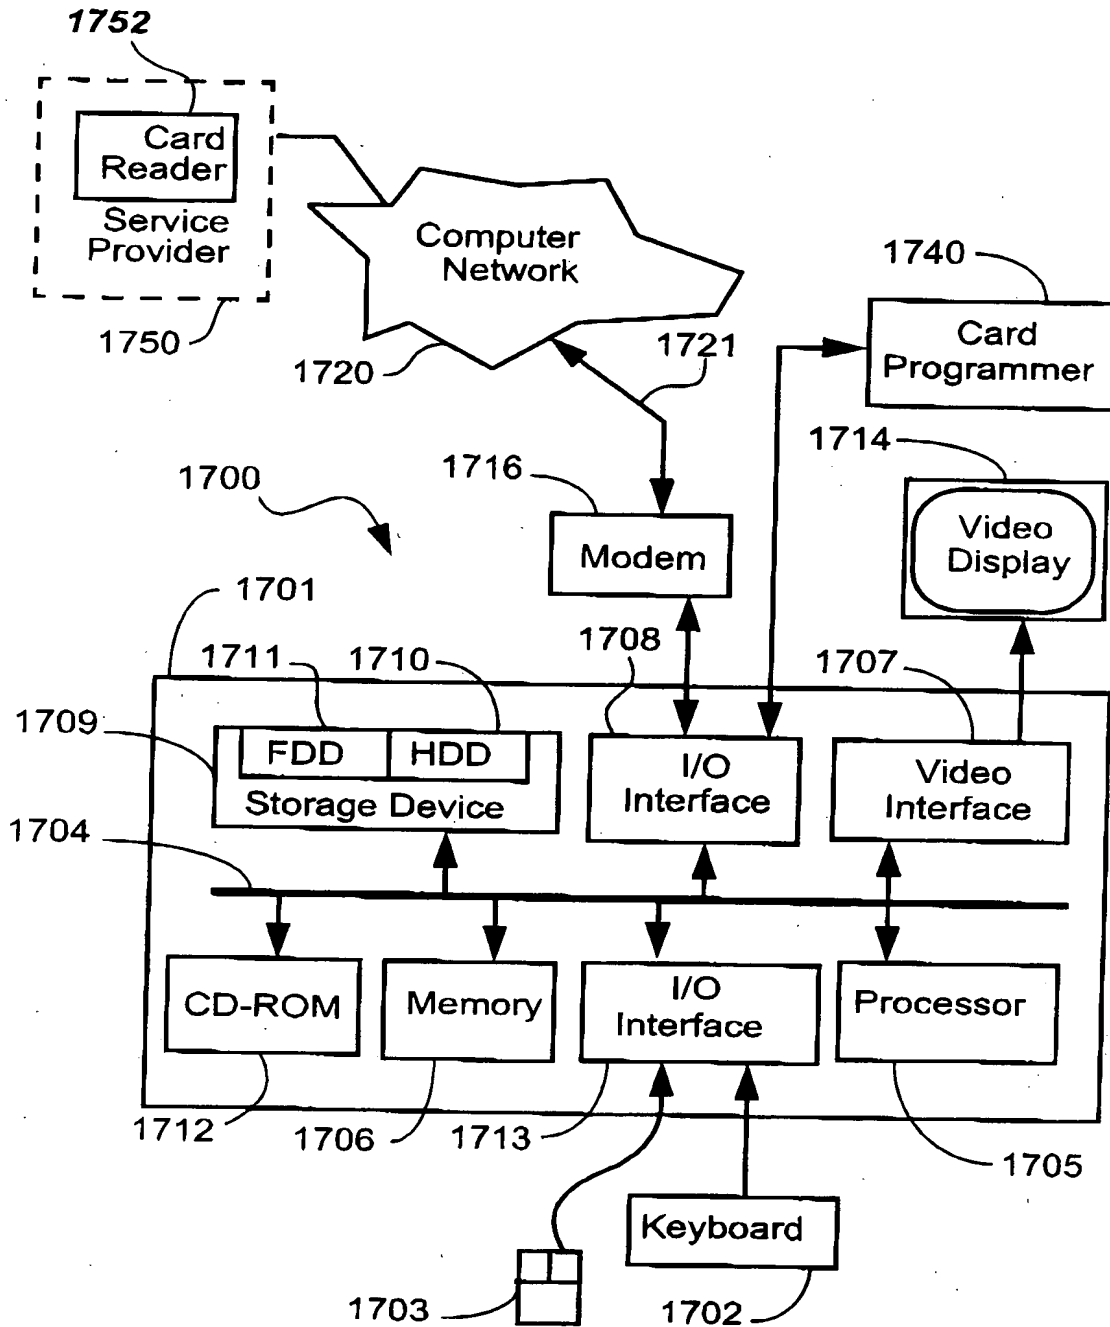 1752
Card
Reader
Service
Provider
1750
Computer
Network
1720
1721
1740
Card
Programmer
1714
Video
Display
1700
1716
Modem
1701
1711
1710
1708
1707
1709
FDD
HDD
Storage Device
I/O
Interface
Video
Interface
1704
CD-ROM
Memory
I/O
Interface
Processor
1712
1706
1713
1705
Keyboard
1703
1702